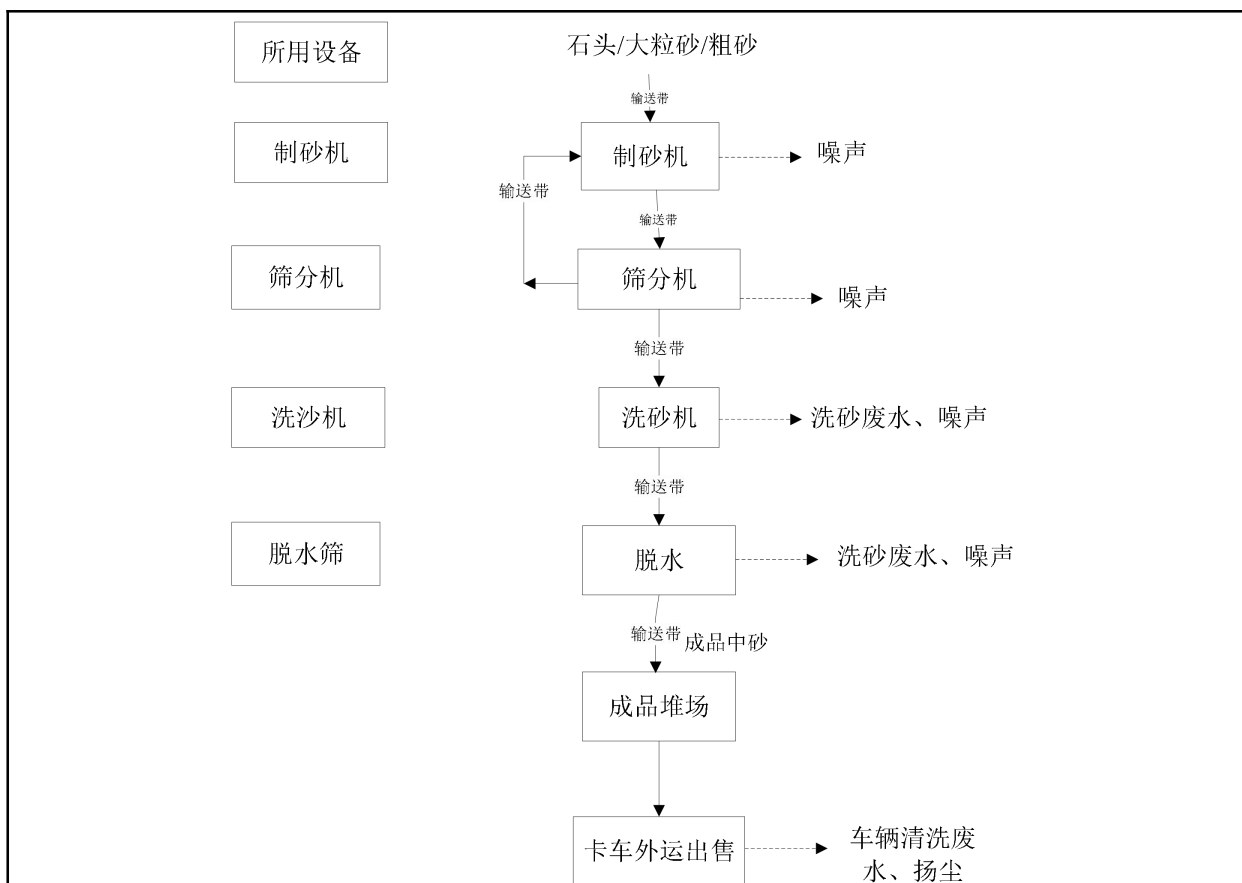 所用设备
石头/大粒砂/粗砂
输送带
制砂机
制砂机
噪声
输送带
输送带
筛分机
筛分机
噪声
输送带
洗沙机
洗砂机
洗砂废水、噪声
输送带
脱水筛
脱水
洗砂废水、噪声
输送带
成品中砂
成品堆场
卡车外运出售
车辆清洗废
水、扬尘